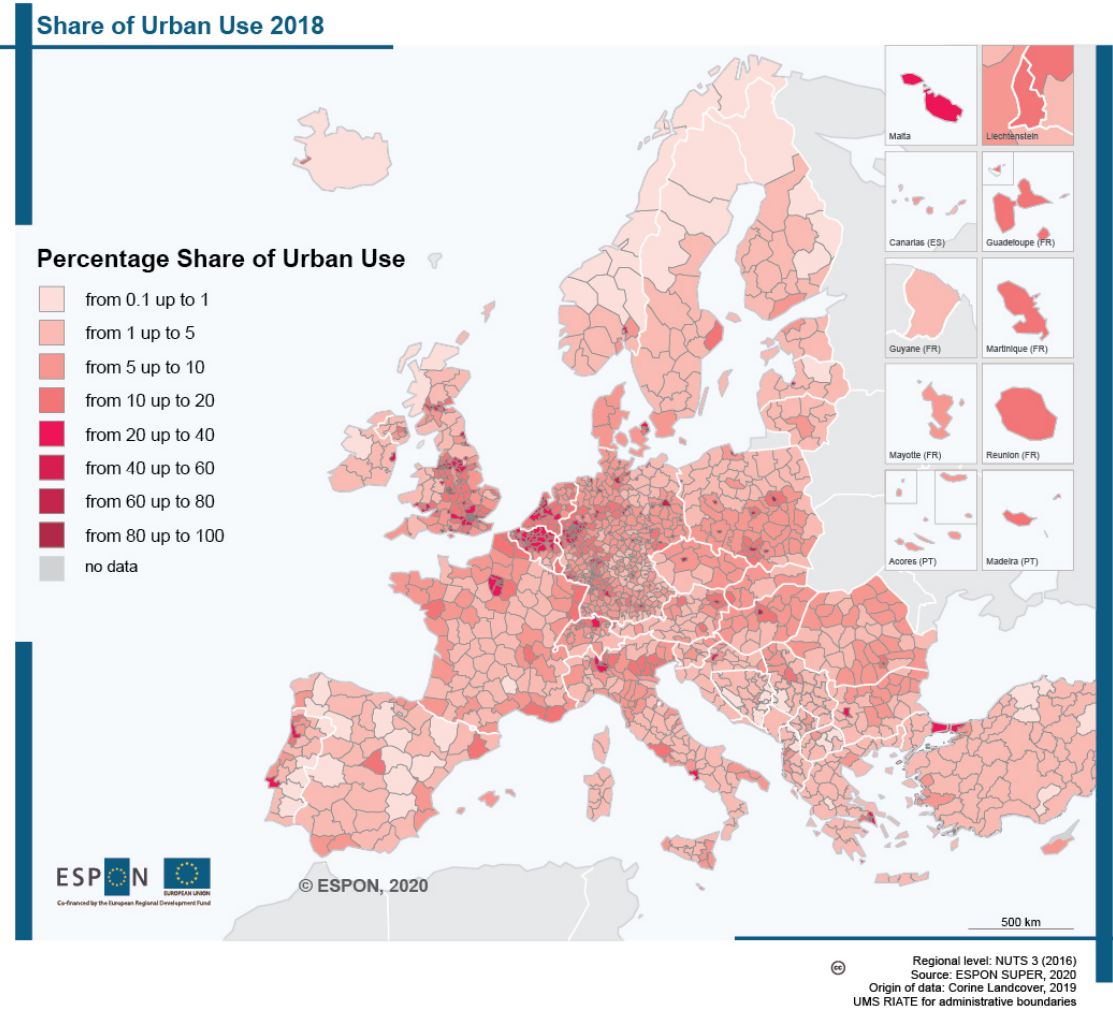 Share of Urban Use 2018
Malta
Liechtenstein
Canarias (ES)
Guadeloupe (FR)
Percentage Share of Urban Use
from 0.1 up to 1
from 1 up to 5
from 5 up to 10
from 10 up to 20
from 20 up to 40
from 40 up to 60
from 60 up to 80
from 80 up to 100
no data
Guyane (FR)
Martinique (FR)
Mayotte (FR)
Reunion (FR)
Acores (PT)
Madeira (PT)
ESPON
EUROPEAN UNION
Co-financed by the European Regional Development Fund
© ESPON, 2020
500 km
cc
Regional level: NUTS 3 (2016)
Source: ESPON SUPER, 2020
Origin of data: Corine Landcover, 2019
UMS RIATE for administrative boundaries